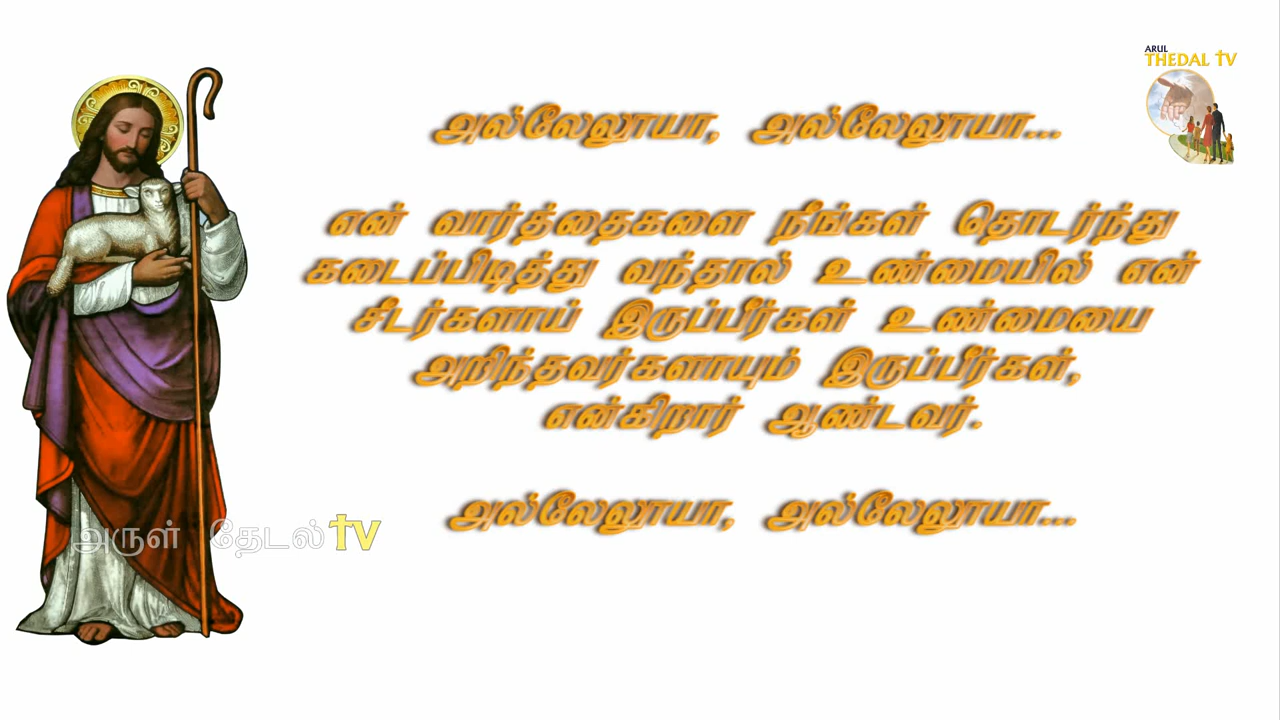 ARUL
THEDAL tV
அல்லேலூயா, அல்லேலூயா...
என் வார்த்தைகளை நீங்கள் தொடர்ந்து
கடைப்பிடித்து வந்தால் உண்மையில் என்
சீடர்களாய் இருப்பீர்கள் உண்மையை
அறிந்தவர்களாயும் இருப்பீர்கள்,
என்கிறார் ஆண்டவர்.
அல்லேலூயா, அல்லேலூயா...
அருள் தேடல் tv